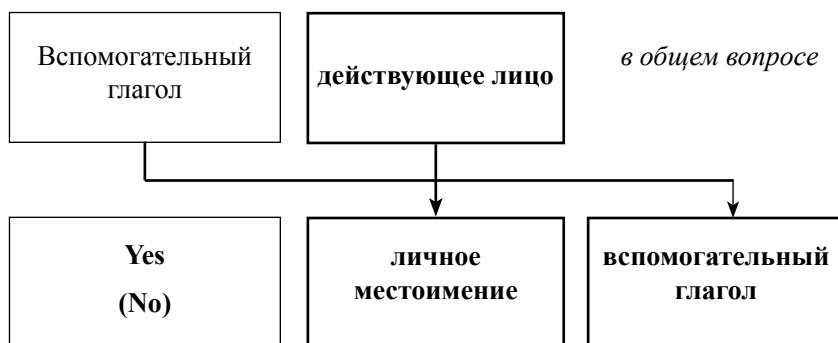 Вспомогательный
глагол
действующее лицо
в общем вопросе
Yes
(No)
личное
местоимение
вспомогательный
глагол